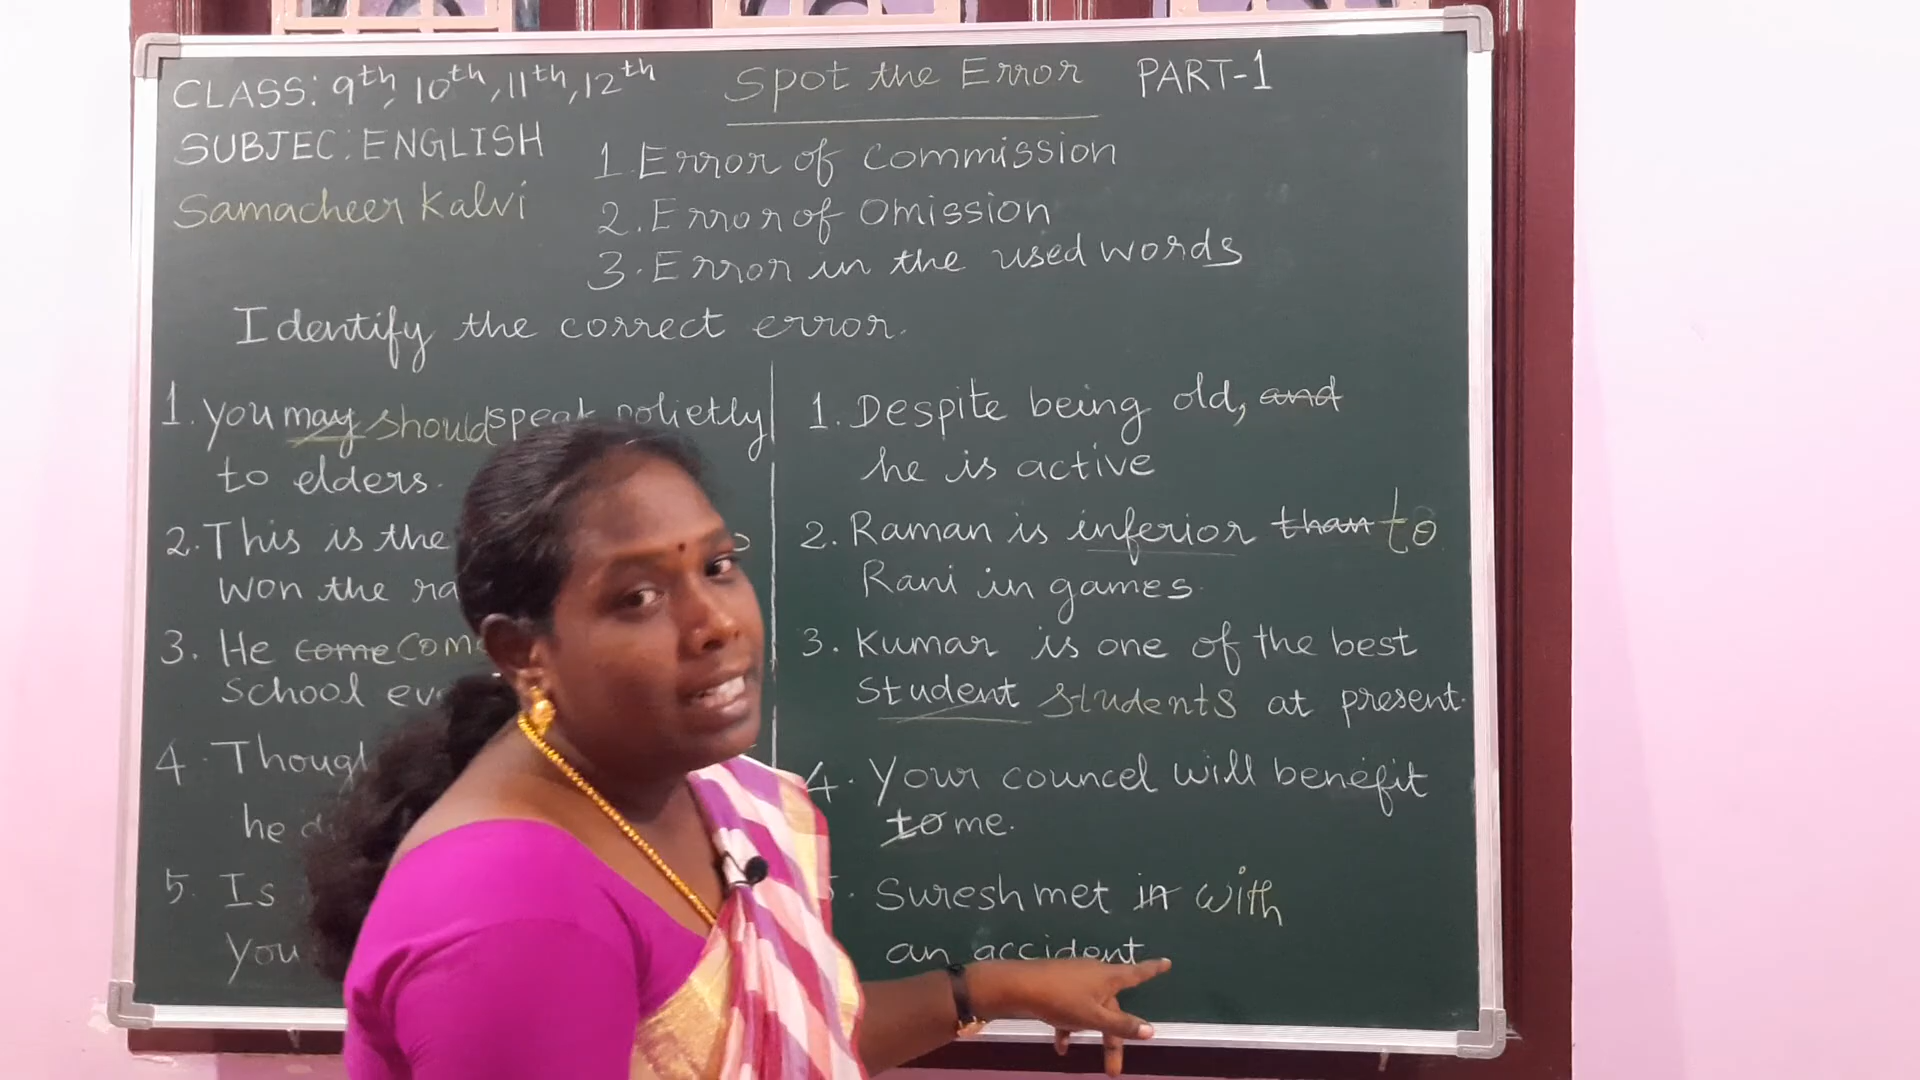 CLASS: 9th, 10th, 11th, 12th
SUBJEC: ENGLISH
Samacheer Kalvi
Spot the Error PART-1
1. Error of Commission
2. Error of Omission
3. Error in the used words
Identify the correct error.
1. you may should speak polietly
to elders.
2. This is the
won the
3. He come
School
4.
he
5. Is
you
1. Despite being old, and
he is active
2. Raman is inferior than to
Rani in games.
3. Kumar is one of the best
student students at present.
4. Your councel will benefit
to me.
5. Suresh met in with
an accident